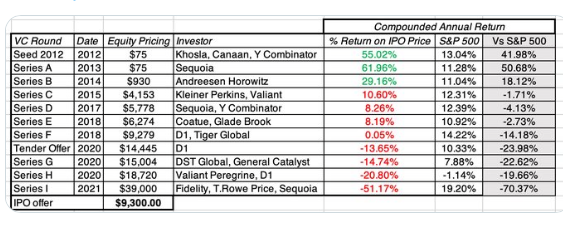 Compounded Annual Return
VC Round Date Equity Pricing Investor % Return on IPO Price S&P 500 Vs S&P 500
Seed 2012 2012 $75 Khosla, Canaan, Y Combinator 55.02% 13.04% 41.98%
Series A 2013 $75 Sequoia 61.96% 11.28% 50.68%
Series B 2014 $930 Andreesen Horowitz 29.16% 11.04% 18.12%
Series C 2015 $4,153 Kleiner Perkins, Valiant 10.60% 12.31% -1.71%
Series D 2017 $5,778 Sequoia, Y Combinator 8.26% 12.39% -4.13%
Series E 2018 $6,274 Coatue, Glade Brook 8.19% 10.92% -2.73%
Series F 2018 $9,279 D1, Tiger Global 0.05% 14.22% -14.18%
Tender Offer 2020 $14,445 D1 -13.65% 10.33% -23.98%
Series G 2020 $15,004 DST Global, General Catalyst -14.74% 7.88% -22.62%
Series H 2020 $18,720 Valiant Peregrine, D1 -20.80% -1.14% -19.66%
Series I 2021 $39,000 Fidelity, T.Rowe Price, Sequoia -51.17% 19.20% -70.37%
IPO offer $9,300.00